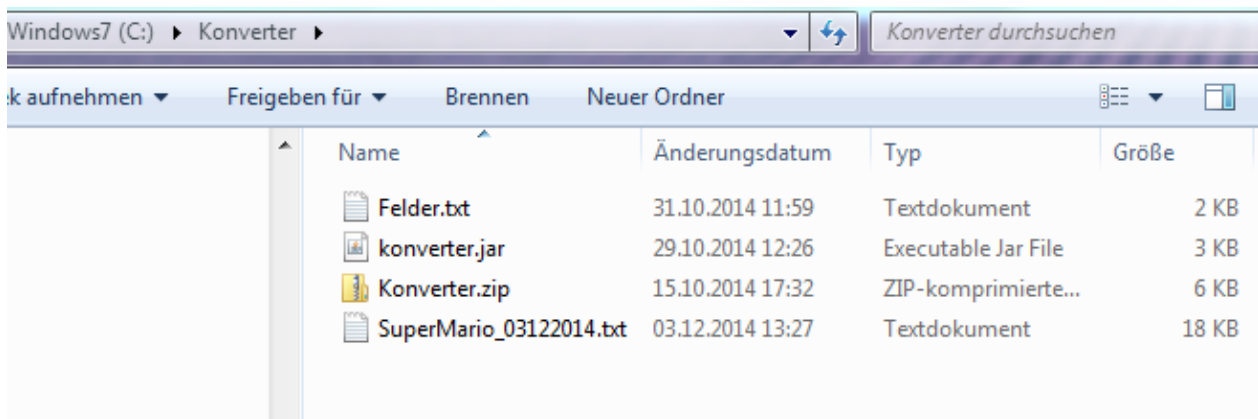 Windows7 (C:) ▸ Konverter ▸ Konverter durchsuchen
ek aufnehmen Freigeben für Brennen Neuer Ordner
Name Änderungsdatum Typ Größe
Felder.txt 31.10.2014 11:59 Textdokument 2 KB
konverter.jar 29.10.2014 12:26 Executable Jar File 3 KB
Konverter.zip 15.10.2014 17:32 ZIP-komprimierte... 6 KB
SuperMario_03122014.txt 03.12.2014 13:27 Textdokument 18 KB